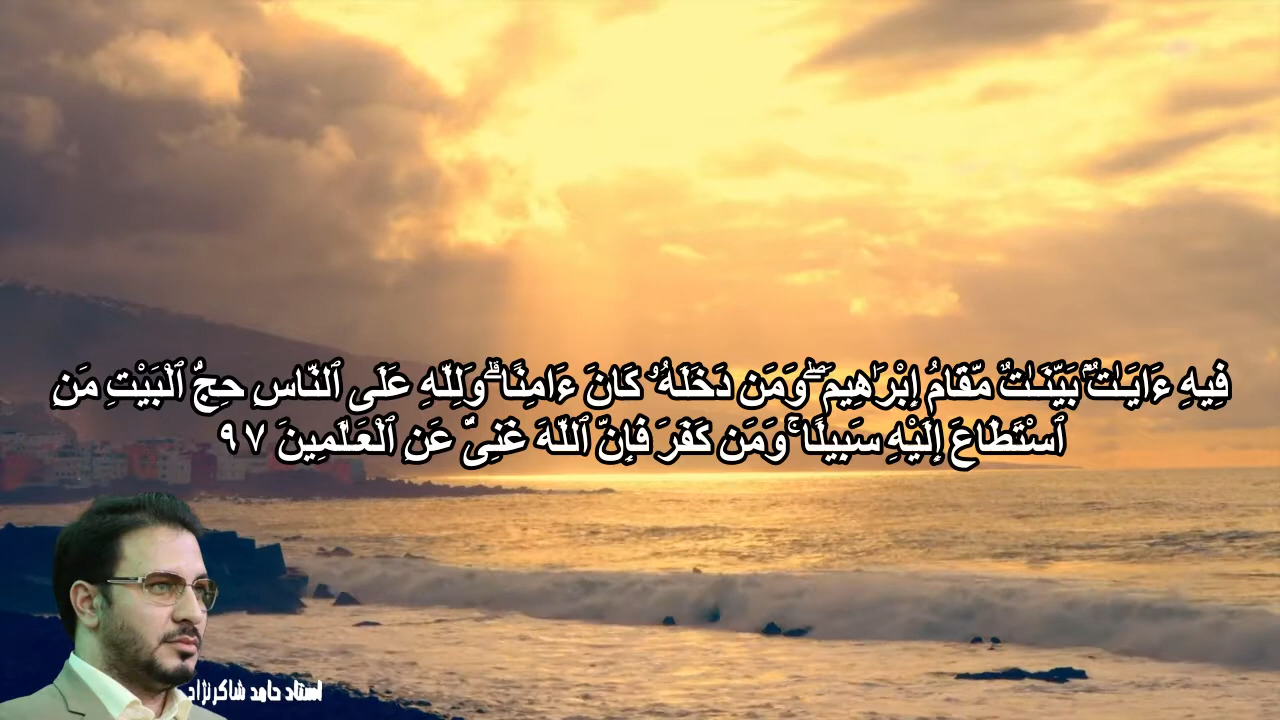 فِيهِ ءَايَـٰتٌۢ بَيِّنَـٰتٌ مَّقَامُ إِبْرَٰهِيمَ ۖ وَمَن دَخَلَهُۥ كَانَ ءَامِنًا ۗ وَلِلَّهِ عَلَى ٱلنَّاسِ حِجُّ ٱلْبَيْتِ مَنِ
ٱسْتَطَاعَ إِلَيْهِ سَبِيلًا ۚ وَمَن كَفَرَ فَإِنَّ ٱللَّهَ غَنِىٌّ عَنِ ٱلْعَـٰلَمِينَ ٩٧
استاد حامد شاکرنژاد